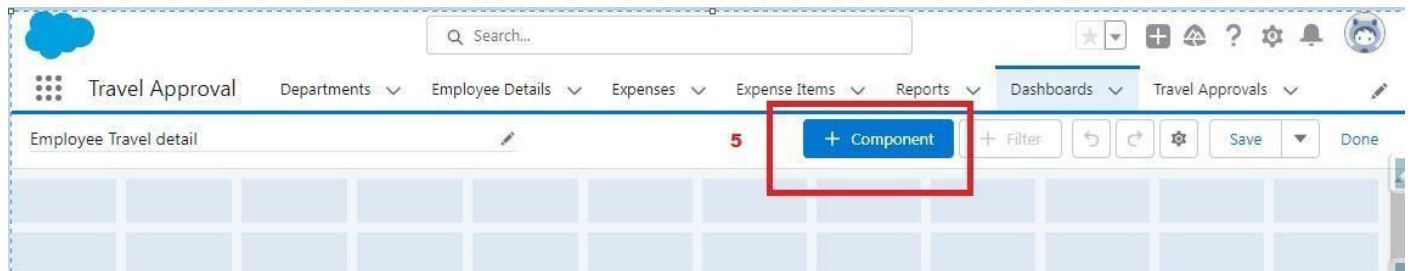 Search...
Travel Approval Departments Employee Details Expenses Expense Items Reports Dashboards Travel Approvals
Employee Travel detail 5 + Component + Filter Save Done